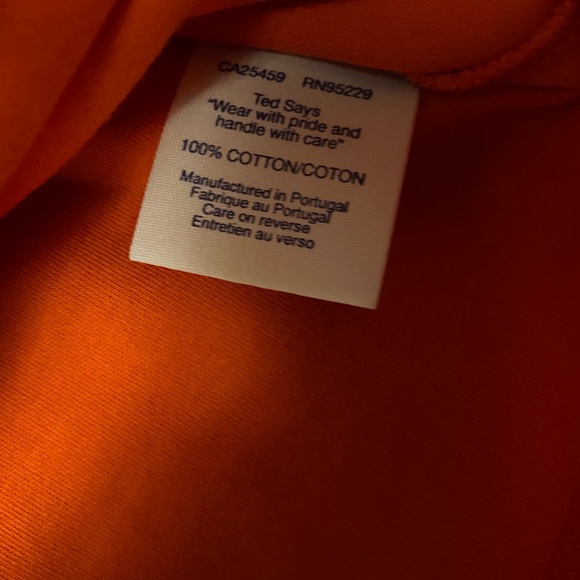 CA25459 RN95229
Ted Says
"Wear with pride and
handle with care"
100% COTTON/COTON
Manufactured in Portugal
Fabrique au Portugal
Care on reverse
Entretien au verso